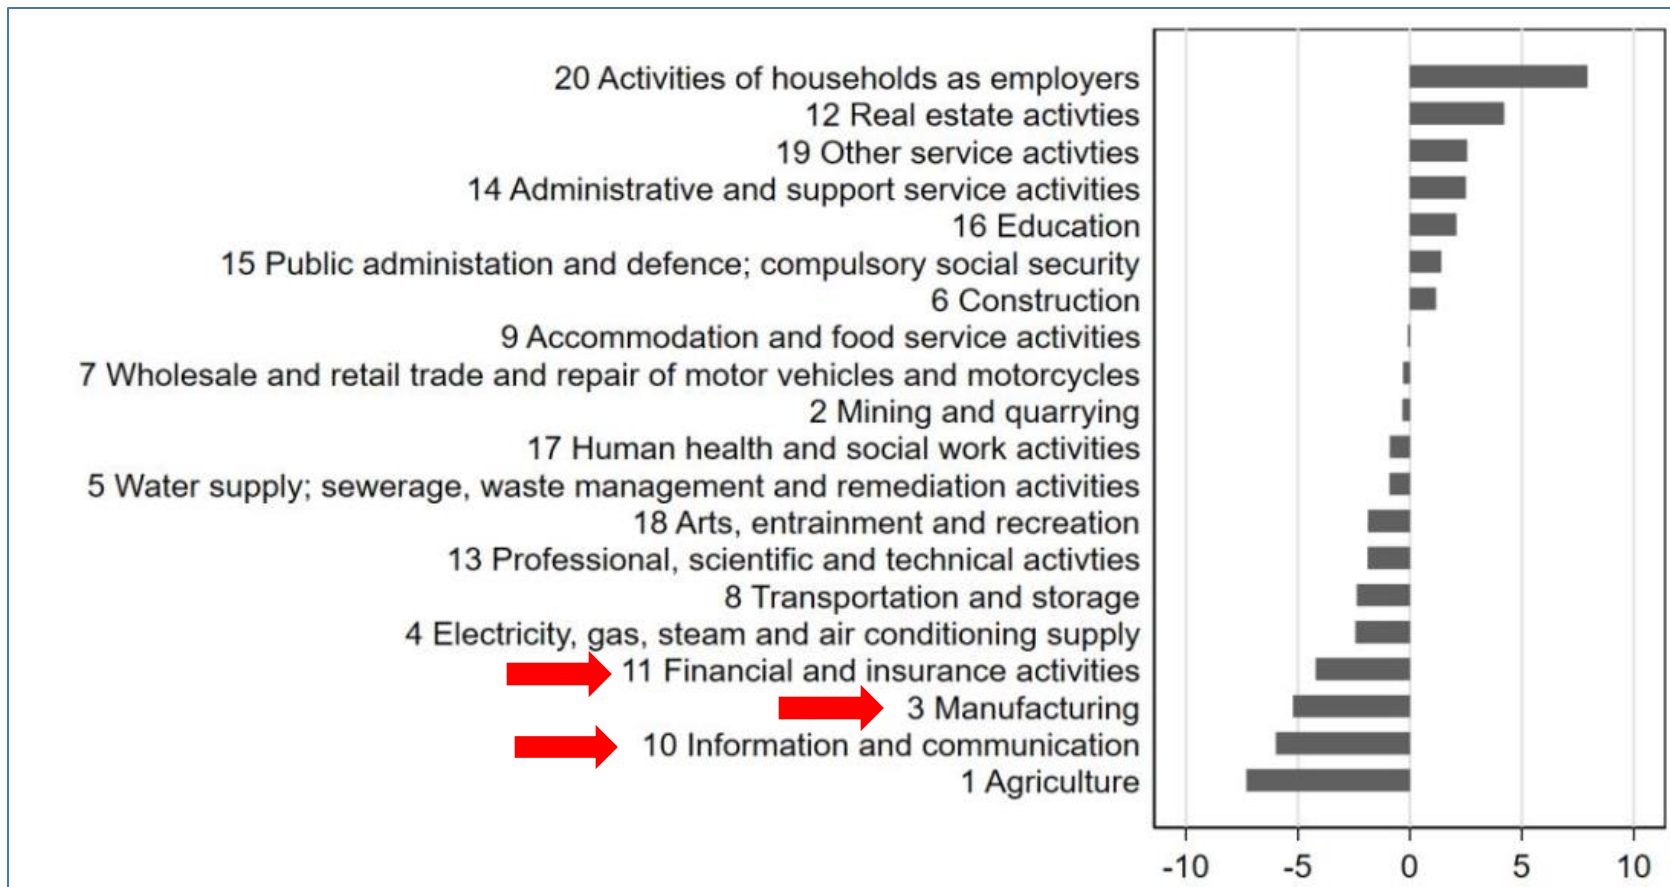 20 Activities of households as employers
12 Real estate activties
19 Other service activties
14 Administrative and support service activities
16 Education
15 Public administation and defence; compulsory social security
6 Construction
9 Accommodation and food service activities
7 Wholesale and retail trade and repair of motor vehicles and motorcycles
2 Mining and quarrying
17 Human health and social work activities
5 Water supply; sewerage, waste management and remediation activities
18 Arts, entrainment and recreation
13 Professional, scientific and technical activties
8 Transportation and storage
4 Electricity, gas, steam and air conditioning supply
11 Financial and insurance activities
3 Manufacturing
10 Information and communication
1 Agriculture
-10 -5 0 5 10